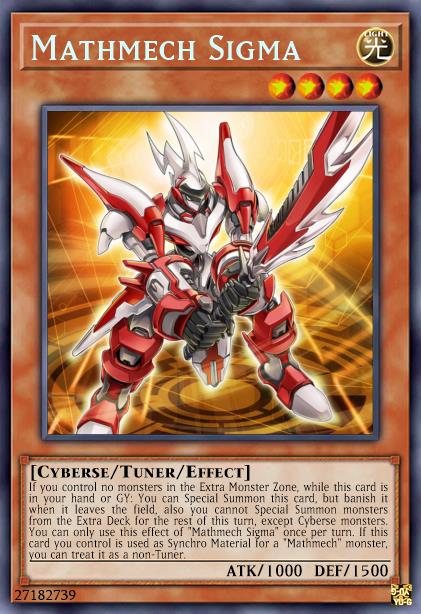 Mathmech Sigma
LIGHT
光
[Cyberse/Tuner/Effect]
If you control no monsters in the Extra Monster Zone, while this card is
in your hand or GY: You can Special Summon this card, but banish it
when it leaves the field, also you cannot Special Summon monsters
from the Extra Deck for the rest of this turn, except Cyberse monsters.
You can only use this effect of "Mathmech Sigma" once per turn. If this
card you control is used as Synchro Material for a "Mathmech" monster,
you can treat it as a non-Tuner.
ATK/1000 DEF/1500
27182739